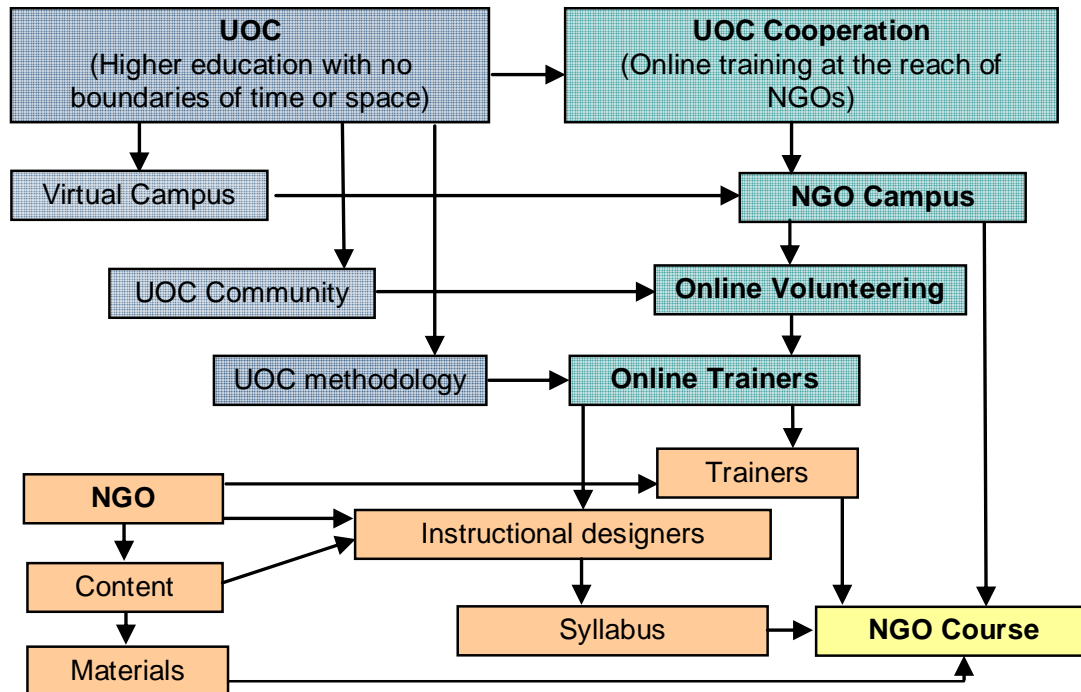 UOC
(Higher education with no
boundaries of time or space)
UOC Cooperation
(Online training at the reach of
NGOs)
Virtual Campus
NGO Campus
UOC Community
Online Volunteering
UOC methodology
Online Trainers
Trainers
NGO
Instructional designers
Content
Syllabus
NGO Course
Materials